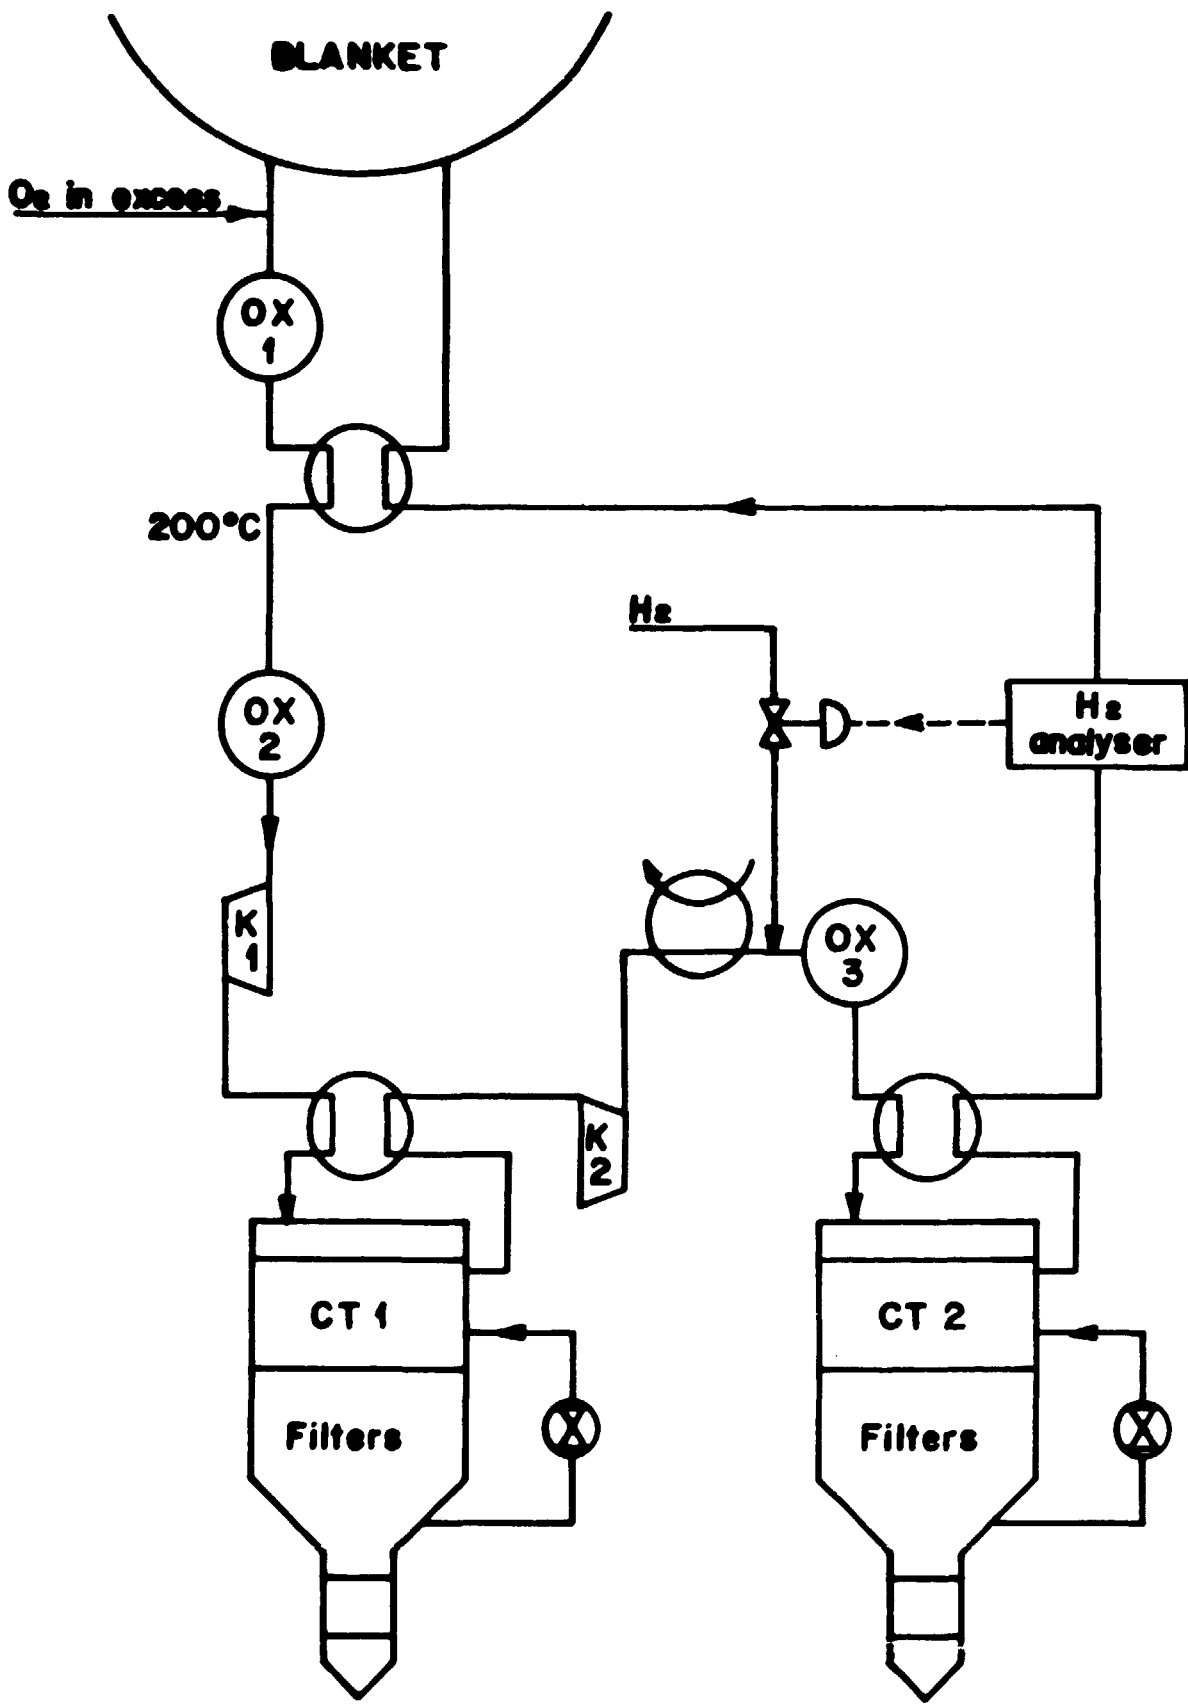 BLANKET
O₂ in excess
OX
1
200°C
H₂
OX
2
H₂
analyser
K
1
OX
3
K
2
CT 1
CT 2
Filters
Filters